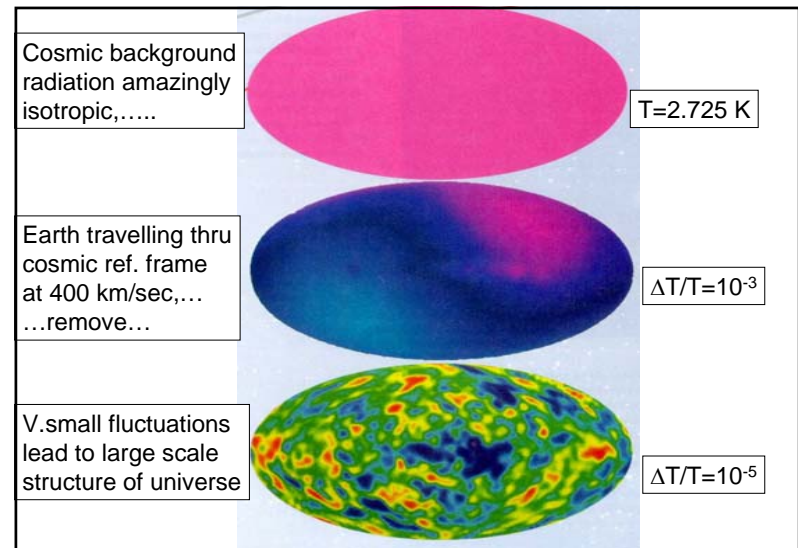 Cosmic background
radiation amazingly
isotropic,…..
T=2.725 K
Earth travelling thru
cosmic ref. frame
at 400 km/sec,…
…remove…
ΔT/T=10⁻³
V.small fluctuations
lead to large scale
structure of universe
ΔT/T=10⁻⁵